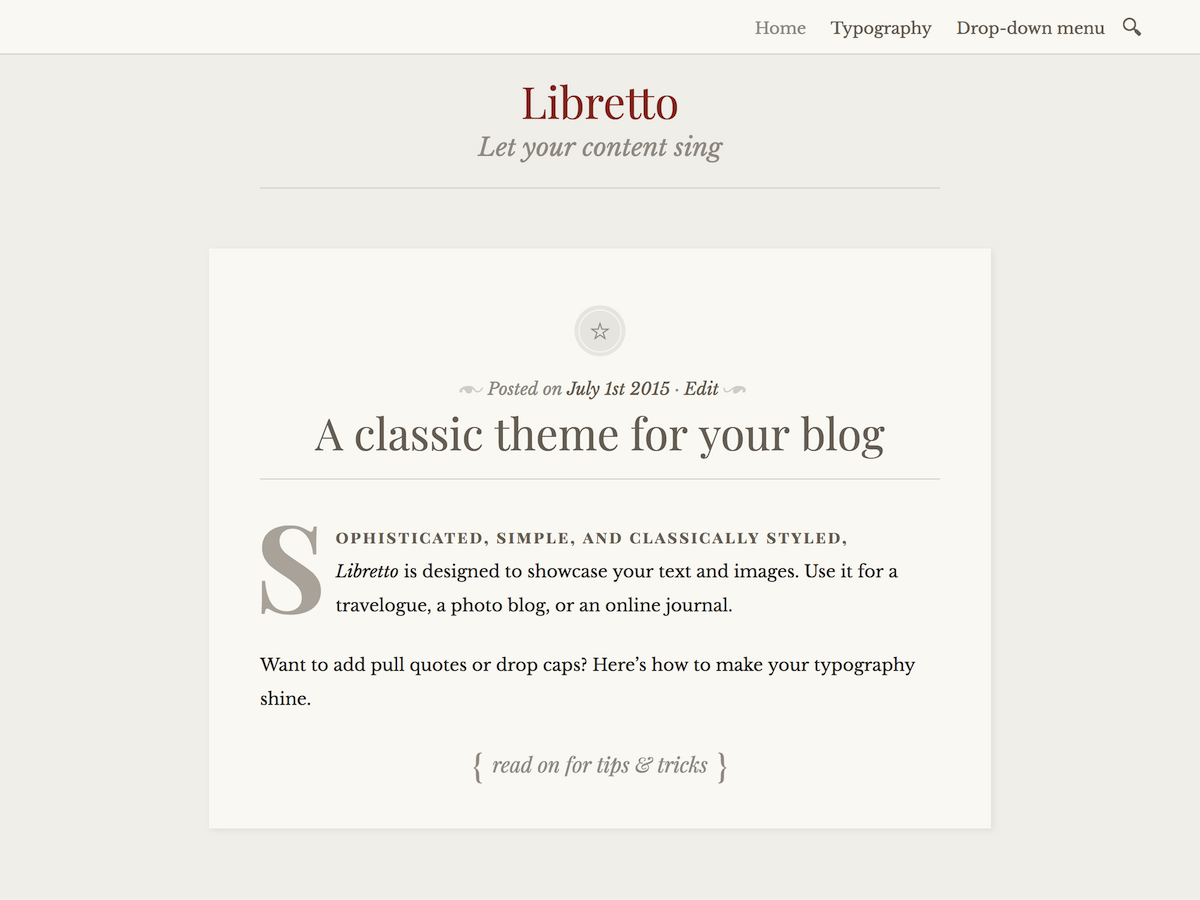 Home Typography Drop-down menu
Libretto
Let your content sing
Posted on July 1st 2015 · Edit
A classic theme for your blog
SOPHISTICATED, SIMPLE, AND CLASSICALLY STYLED,
Libretto is designed to showcase your text and images. Use it for a
travelogue, a photo blog, or an online journal.
Want to add pull quotes or drop caps? Here’s how to make your typography
shine.
{ read on for tips & tricks }